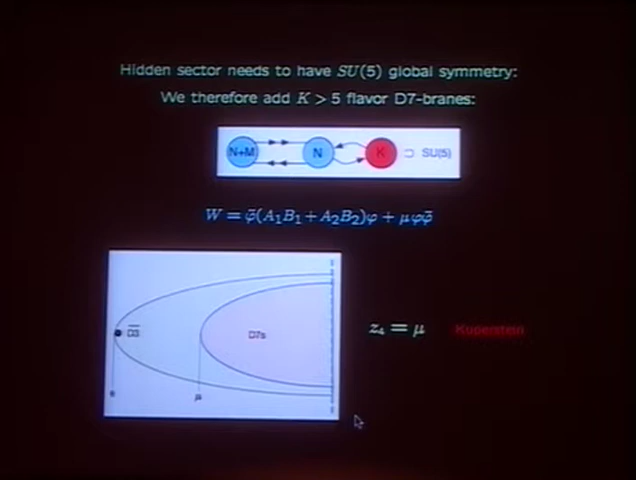 Hidden sector needs to have SU(5) global symmetry:
We therefore add K > 5 flavor D7-branes:
N+M N K ⊃ SU(5)
W = φ̃(A₁B₁ + A₂B₂)φ + μφφ̃
D3̅ D7s
z₄ = μ Kuperstein
μ